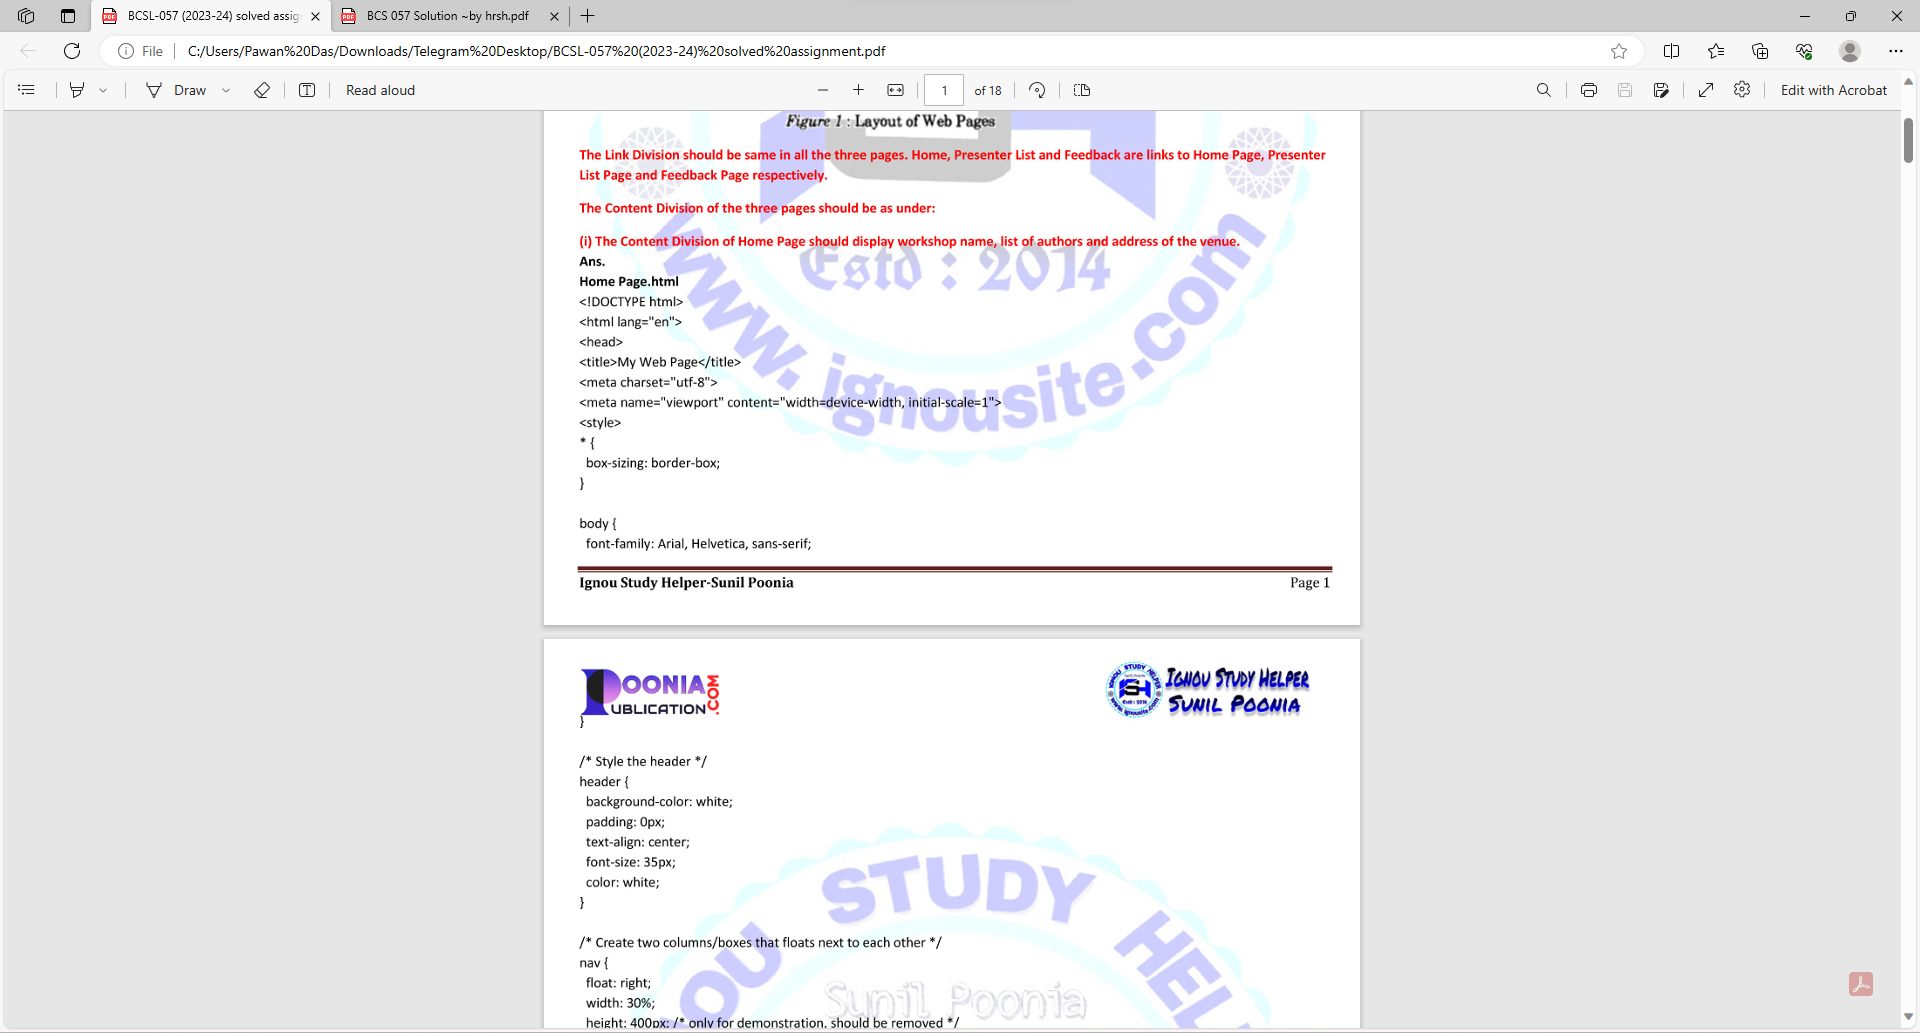 BCSL-057 (2023-24) solved assig
BCS 057 Solution ~by hrsh.pdf
File
C:/Users/Pawan%20Das/Downloads/Telegram%20Desktop/BCSL-057%20(2023-24)%20solved%20assignment.pdf
Draw
Read aloud
1 of 18
Edit with Acrobat
Figure 1 : Layout of Web Pages
The Link Division should be same in all the three pages. Home, Presenter List and Feedback are links to Home Page, Presenter
List Page and Feedback Page respectively.
The Content Division of the three pages should be as under:
(i) The Content Division of Home Page should display workshop name, list of authors and address of the venue.
Estd : 2014
www.ignousite.com
Ans.
Home Page.html
<!DOCTYPE html>
<html lang="en">
<head>
<title>My Web Page</title>
<meta charset="utf-8">
<meta name="viewport" content="width=device-width, initial-scale=1">
<style>
* {
box-sizing: border-box;
}
body {
font-family: Arial, Helvetica, sans-serif;
Ignou Study Helper-Sunil Poonia
Page 1
POONIA
PUBLICATION
.COM
IGNOU STUDY HELPER
SUNIL POONIA
}
/* Style the header */
header {
background-color: white;
padding: 0px;
text-align: center;
font-size: 35px;
color: white;
}
/* Create two columns/boxes that floats next to each other */
nav {
float: right;
width: 30%;
height: 400px; /* only for demonstration, should be removed */
OU STUDY HEL
Sunil Poonia